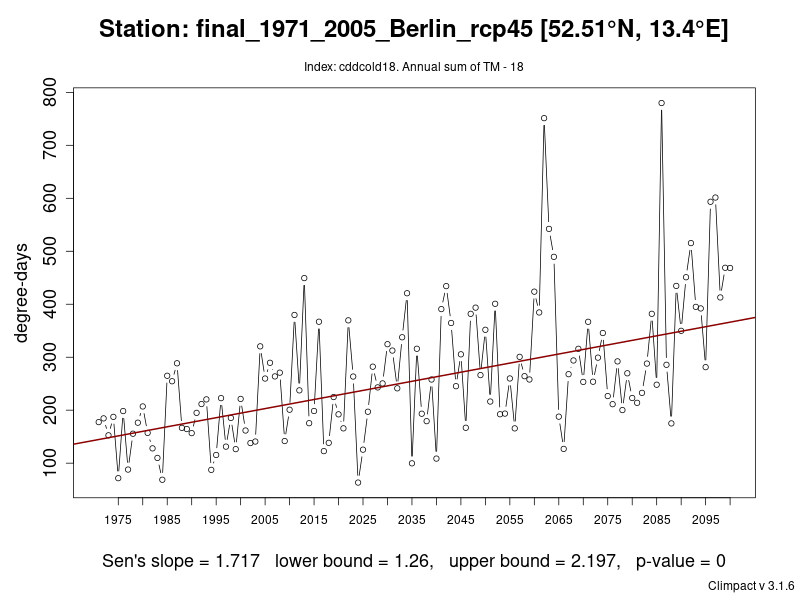 Station: final_1971_2005_Berlin_rcp45 [52.51°N, 13.4°E]
Index: cddcold18. Annual sum of TM - 18
degree-days
800
700
600
500
400
300
200
100
1975 1985 1995 2005 2015 2025 2035 2045 2055 2065 2075 2085 2095
Sen's slope = 1.717 lower bound = 1.26, upper bound = 2.197, p-value = 0
Climpact v 3.1.6